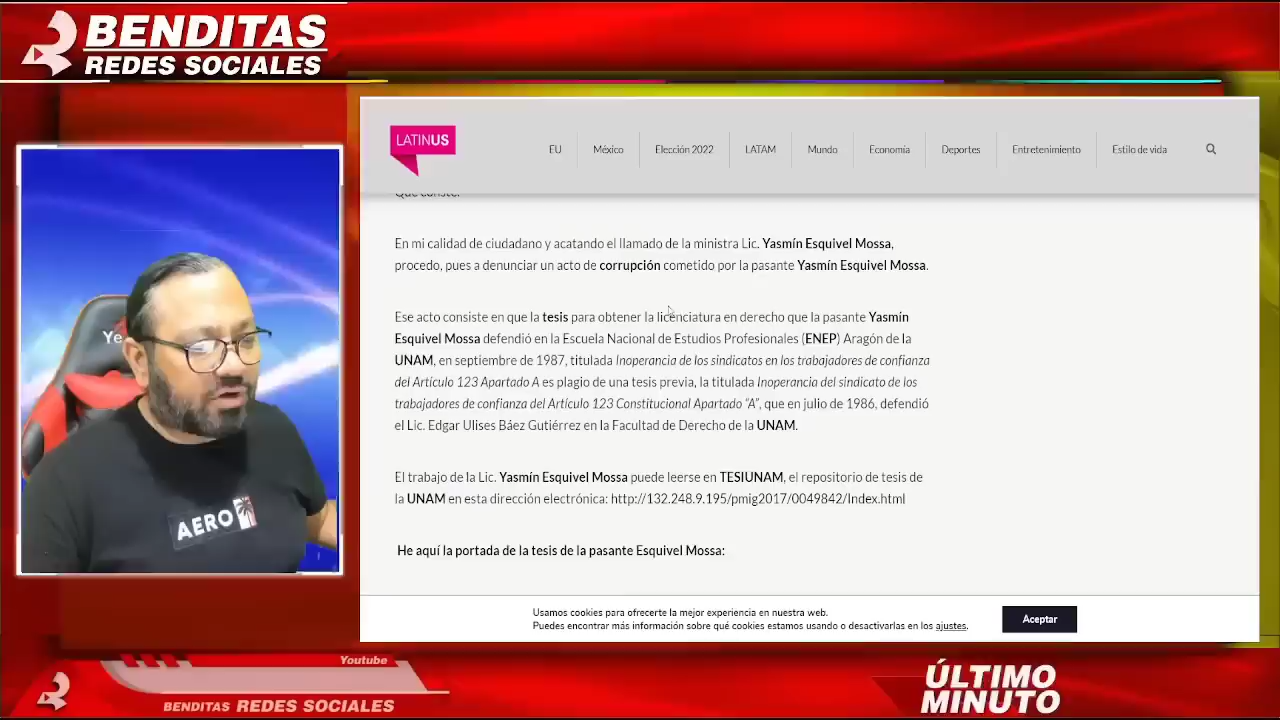 BENDITAS
REDES SOCIALES
LATINUS
EU
México
Elección 2022
LATAM
Mundo
Economía
Deportes
Entretenimiento
Estilo de vida
Que conste.
En mi calidad de ciudadano y acatando el llamado de la ministra Lic. Yasmín Esquivel Mossa,
procedo, pues a denunciar un acto de corrupción cometido por la pasante Yasmín Esquivel Mossa.
Ese acto consiste en que la tesis para obtener la licenciatura en derecho que la pasante Yasmín
Esquivel Mossa defendió en la Escuela Nacional de Estudios Profesionales (ENEP) Aragón de la
UNAM, en septiembre de 1987, titulada Inoperancia de los sindicatos en los trabajadores de confianza
del Artículo 123 Apartado A es plagio de una tesis previa, la titulada Inoperancia del sindicato de los
trabajadores de confianza del Artículo 123 Constitucional Apartado “A”, que en julio de 1986, defendió
el Lic. Edgar Ulises Báez Gutiérrez en la Facultad de Derecho de la UNAM.
El trabajo de la Lic. Yasmín Esquivel Mossa puede leerse en TESIUNAM, el repositorio de tesis de
la UNAM en esta dirección electrónica: http://132.248.9.195/pmig2017/0049842/Index.html
He aquí la portada de la tesis de la pasante Esquivel Mossa:
Usamos cookies para ofrecerte la mejor experiencia en nuestra web.
Puedes encontrar más información sobre qué cookies estamos usando o desactivarlas en los ajustes.
Aceptar
Ye
AERO
Youtube
BENDITAS REDES SOCIALES
ÚLTIMO
MINUTO